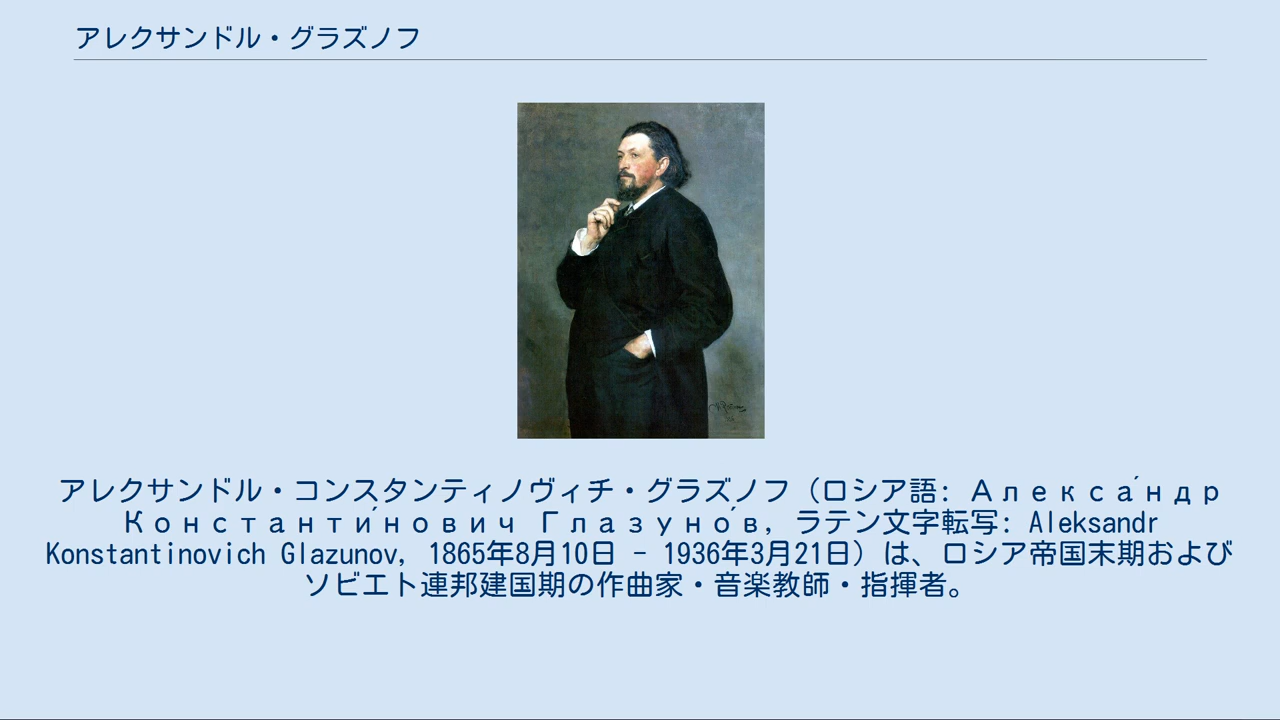 アレクサンドル・グラズノフ
アレクサンドル・コンスタンティノヴィチ・グラズノフ（ロシア語: Алекса́ндр
Константи́нович Глазуно́в, ラテン文字転写: Aleksandr
Konstantinovich Glazunov, 1865年8月10日 - 1936年3月21日）は、ロシア帝国末期および
ソビエト連邦建国期の作曲家・音楽教師・指揮者。